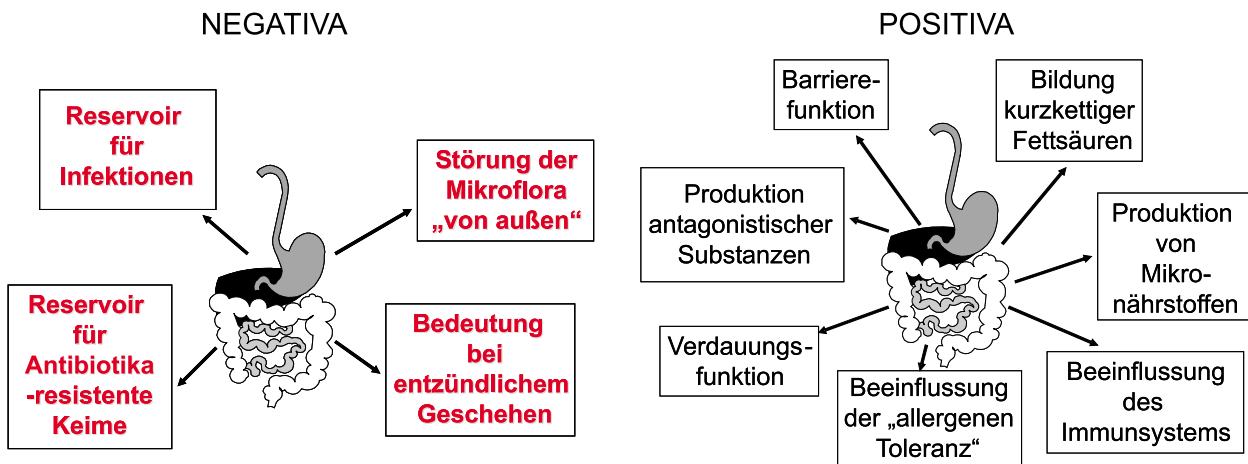 NEGATIVA
Reservoir
für
Infektionen
Störung der
Mikroflora
„von außen“
Reservoir
für
Antibiotika
-resistente
Keime
Bedeutung
bei
entzündlichem
Geschehen
POSITIVA
Barriere-
funktion
Bildung
kurzkettiger
Fettsäuren
Produktion
antagonistischer
Substanzen
Produktion
von
Mikro-
nährstoffen
Verdauungs-
funktion
Beeinflussung
der „allergenen
Toleranz“
Beeinflussung
des
Immunsystems